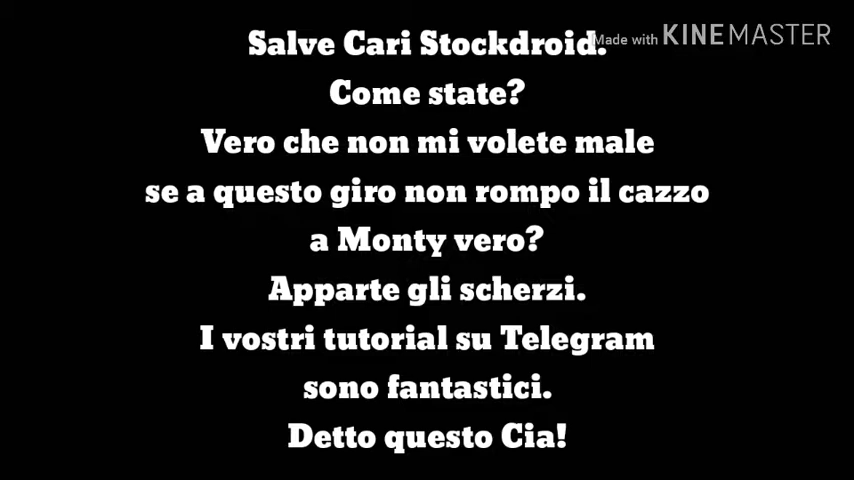 Salve Cari Stockdroid.
Made with KINEMASTER
Come state?
Vero che non mi volete male
se a questo giro non rompo il cazzo
a Monty vero?
Apparte gli scherzi.
I vostri tutorial su Telegram
sono fantastici.
Detto questo Cia!